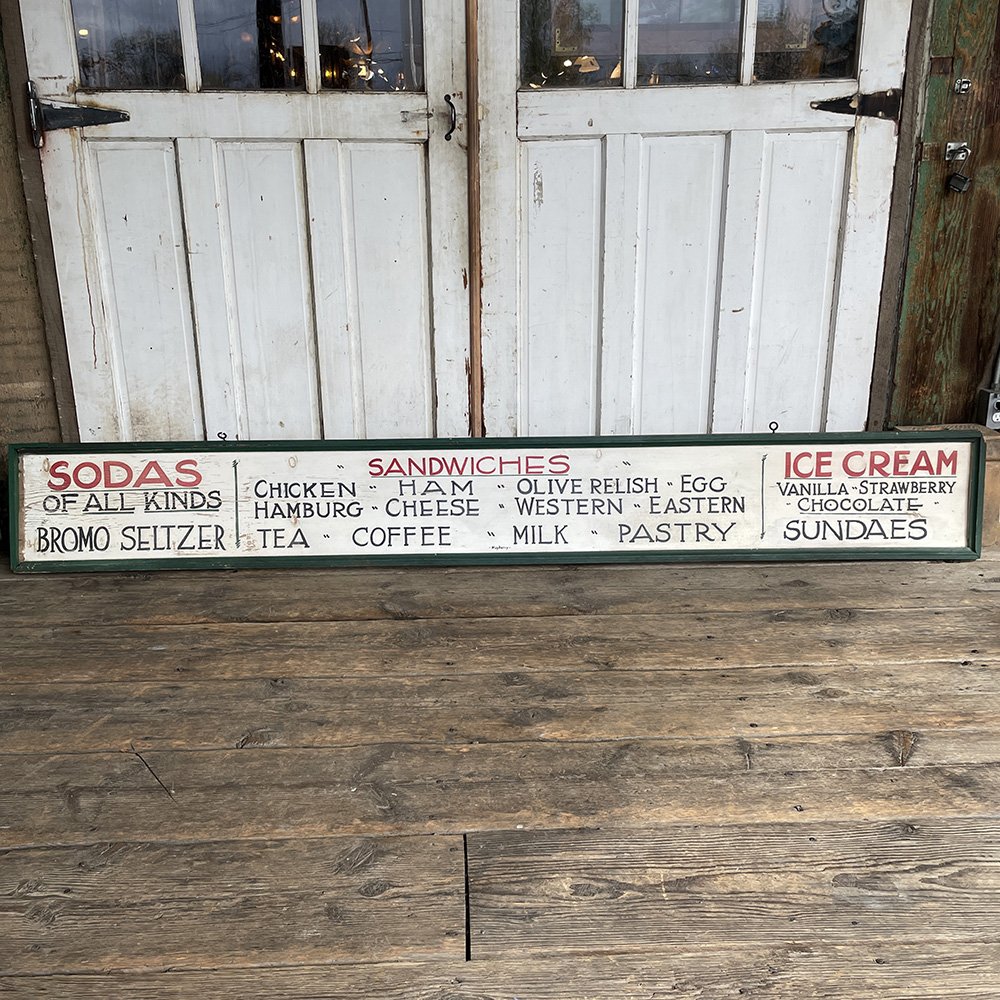 SODAS
OF ALL KINDS
BROMO SELTZER
SANDWICHES
CHICKEN - HAM - OLIVE RELISH - EGG
HAMBURG - CHEESE - WESTERN - EASTERN
TEA - COFFEE - MILK - PASTRY
ICE CREAM
VANILLA - STRAWBERRY
- CHOCOLATE -
SUNDAES